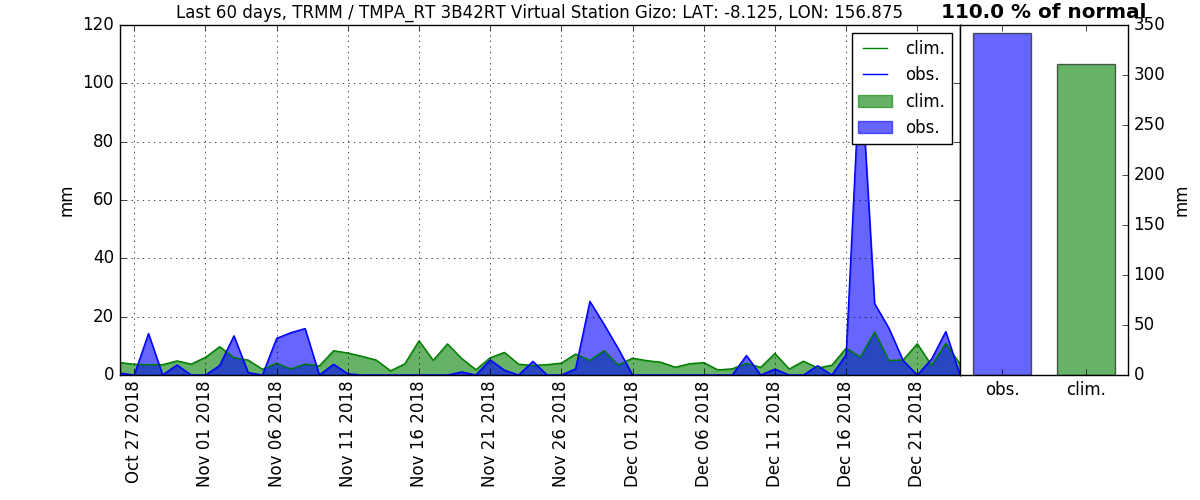 Last 60 days, TRMM / TMPA_RT 3B42RT Virtual Station Gizo: LAT: -8.125, LON: 156.875
110.0 % of normal
120
100
80
60
40
20
0
mm
clim.
obs.
clim.
obs.
350
300
250
200
150
100
50
0
mm
obs.
clim.
Oct 27 2018
Nov 01 2018
Nov 06 2018
Nov 11 2018
Nov 16 2018
Nov 21 2018
Nov 26 2018
Dec 01 2018
Dec 06 2018
Dec 11 2018
Dec 16 2018
Dec 21 2018